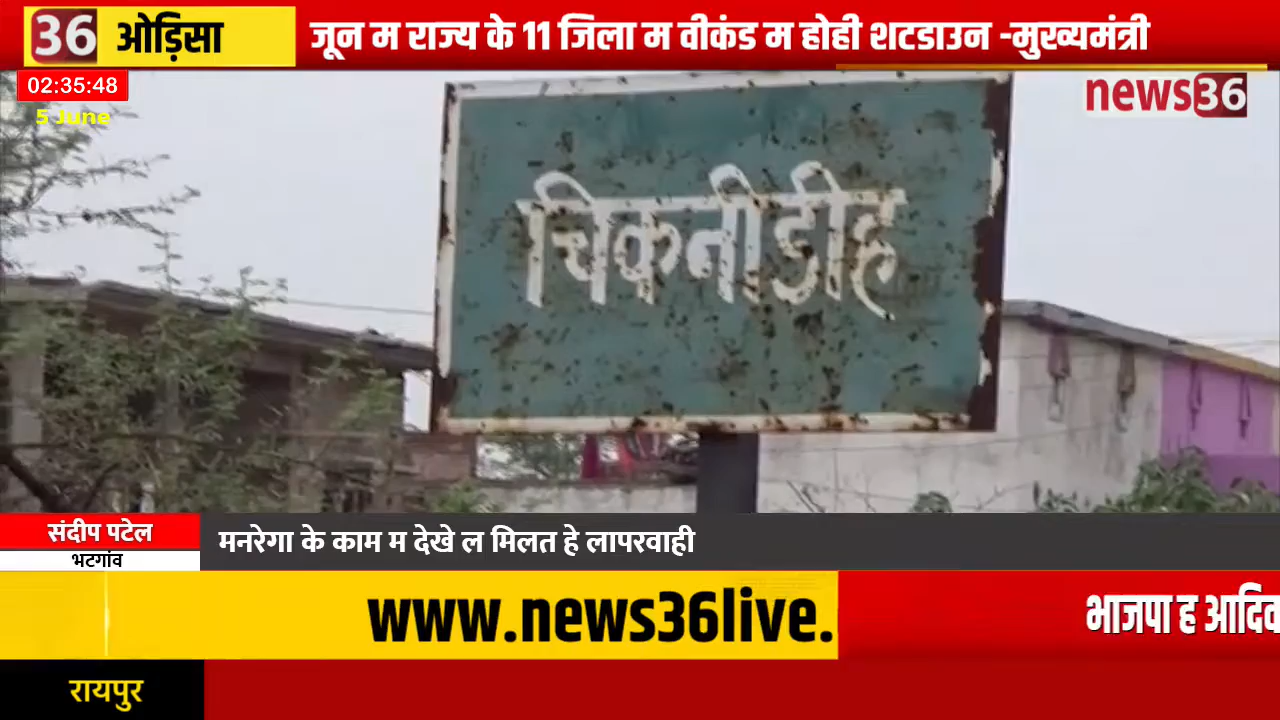 36 ओड़िसा
जून म राज्य के 11 जिला म वीकंड म होही शटडाउन -मुख्यमंत्री
02:35:48
5 June
news36
चिकनीडीह
संदीप पटेल
भटगांव
मनरेगा के काम म देखे ल मिलत हे लापरवाही
www.news36live.
भाजपा ह
रायपुर